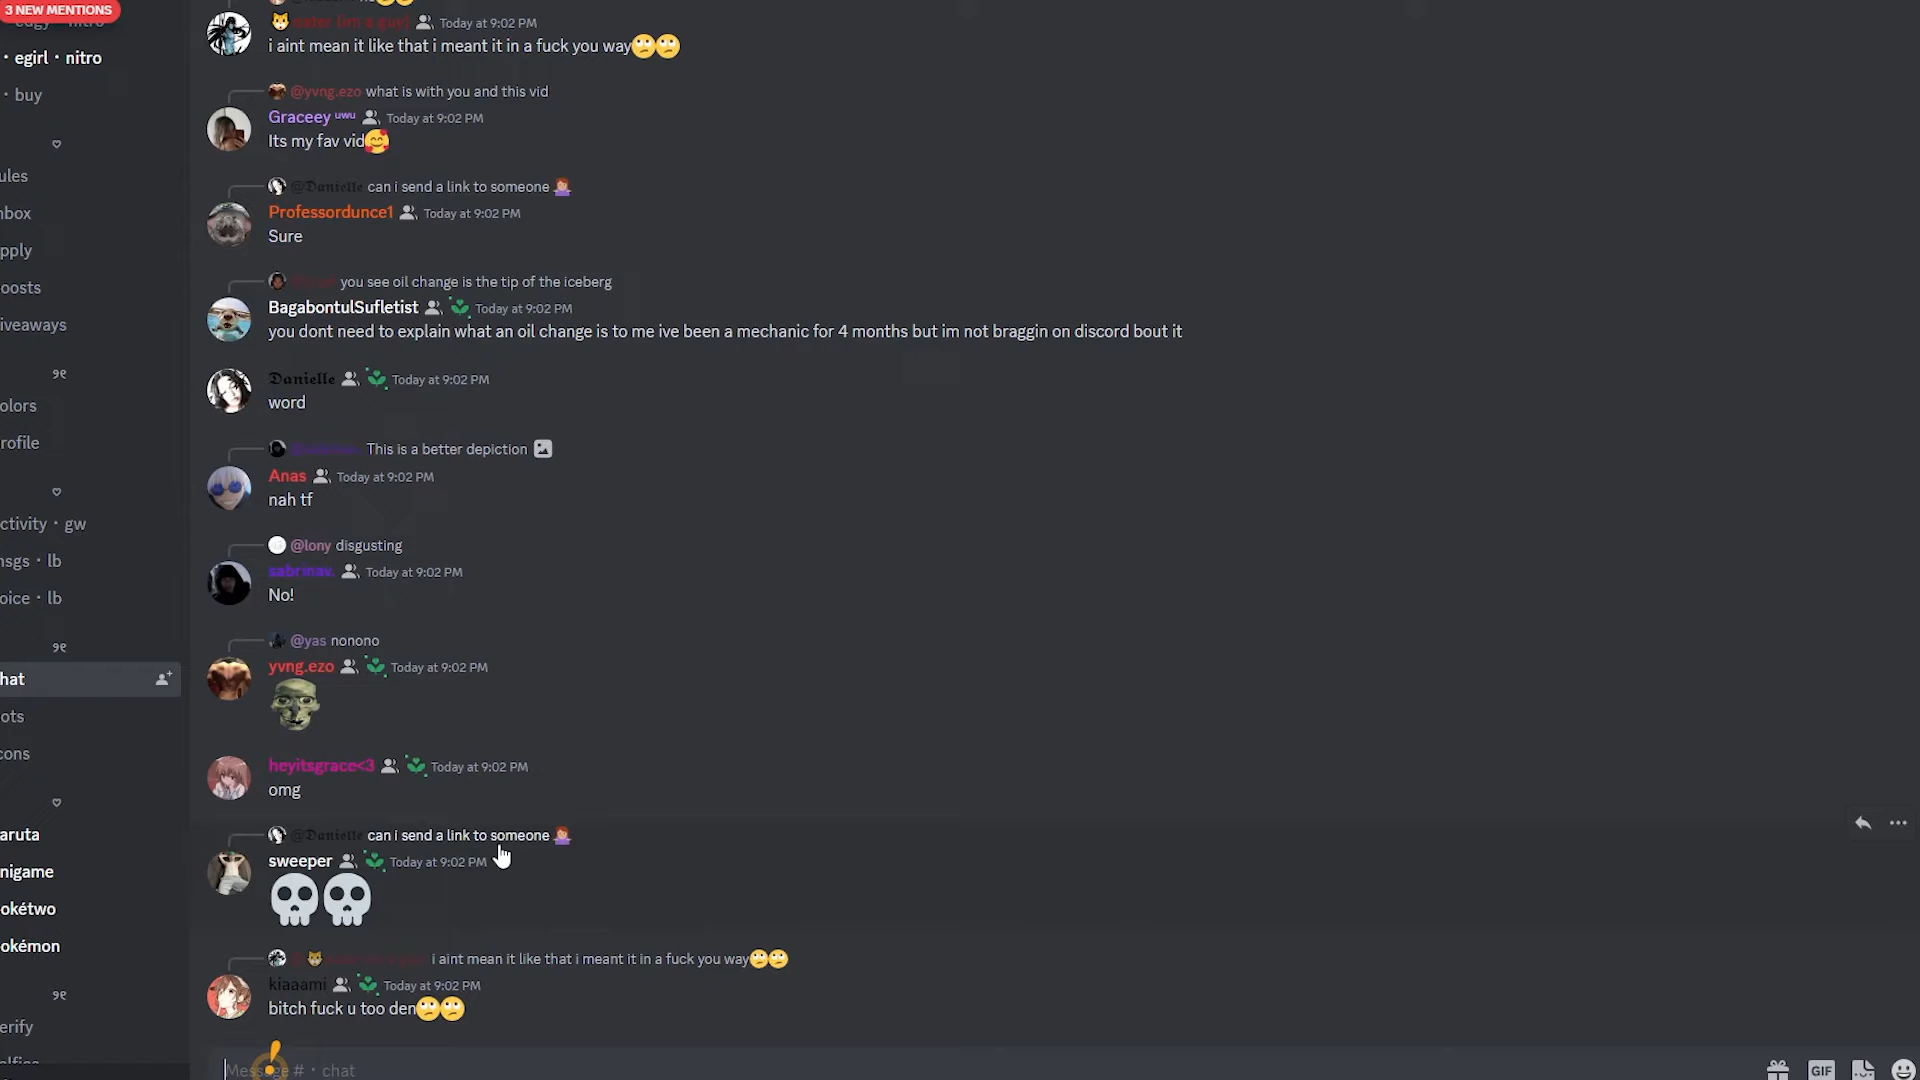 3 NEW MENTIONS
egirl · nitro
· buy
ules
nbox
pply
oosts
iveaways
olors
rofile
ctivity · gw
nsgs · lb
oice · lb
hat
ots
cons
aruta
nigame
okétwo
okémon
erify
eater (im a guy) Today at 9:02 PM
i aint mean it like that i meant it in a fuck you way🙄🙄
@yvng.ezo what is with you and this vid
Graceey ᵘʷᵘ Today at 9:02 PM
Its my fav vid🥰
@𝕯𝖆𝖓𝖎𝖊𝖑𝖑𝖊 can i send a link to someone
Professordunce1 Today at 9:02 PM
Sure
you see oil change is the tip of the iceberg
BagabontulSufletist Today at 9:02 PM
you dont need to explain what an oil change is to me ive been a mechanic for 4 months but im not braggin on discord bout it
𝕯𝖆𝖓𝖎𝖊𝖑𝖑𝖊 Today at 9:02 PM
word
@sabrinav. This is a better depiction
Anas Today at 9:02 PM
nah tf
@lony disgusting
sabrinav. Today at 9:02 PM
No!
@yas nonono
yvng.ezo Today at 9:02 PM
heyitsgrace<3 Today at 9:02 PM
omg
@𝕯𝖆𝖓𝖎𝖊𝖑𝖑𝖊 can i send a link to someone
sweeper Today at 9:02 PM
💀💀
i aint mean it like that i meant it in a fuck you way🙄🙄
kiaaami Today at 9:02 PM
bitch fuck u too den🙄🙄
Message # · chat
GIF